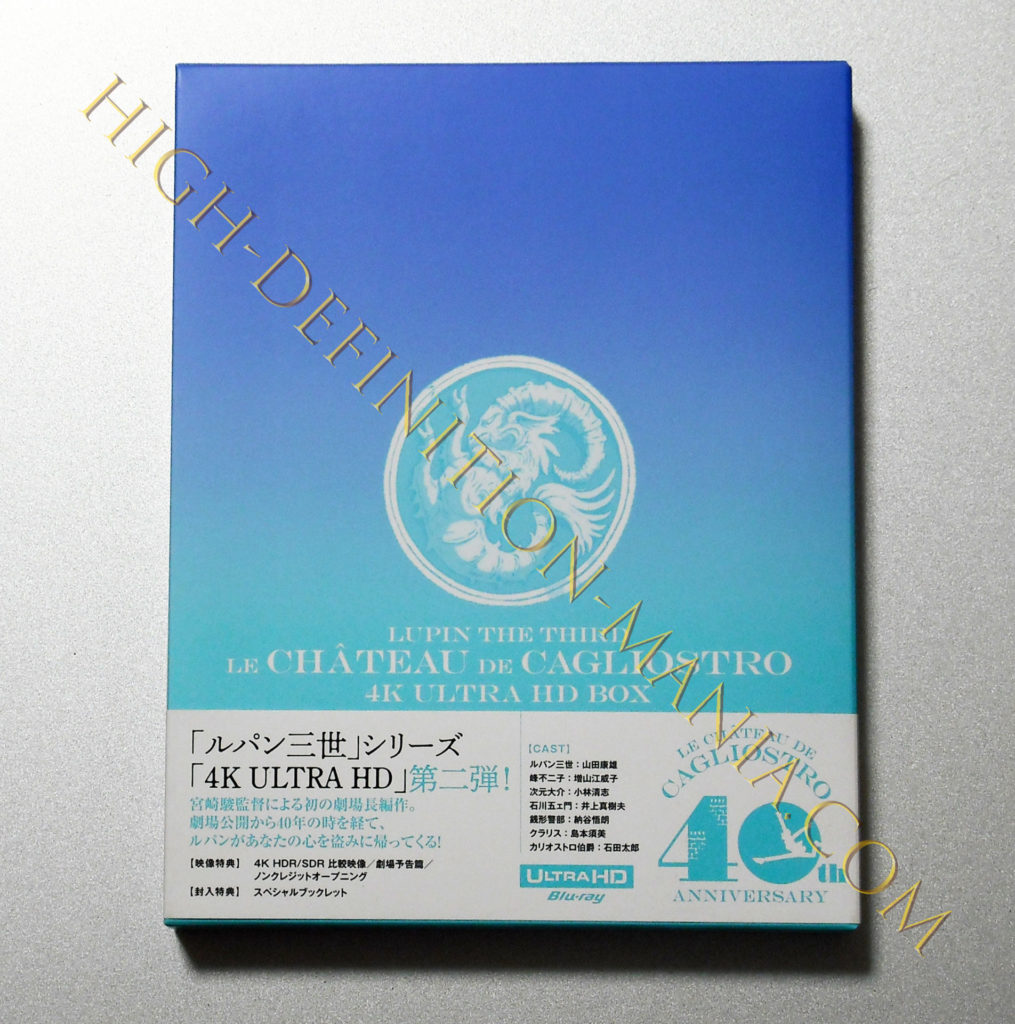 HIGH-DEFINITION-MANIA.COM
LUPIN THE THIRD
LE CHÂTEAU DE CAGLIOSTRO
4K ULTRA HD BOX
「ルパン三世」シリーズ
「4K ULTRA HD」第二弾!
宮崎駿監督による初の劇場長編作。
劇場公開から40年の時を経て、
ルパンがあなたの心を盗みに帰ってくる!
【映像特典】 4K HDR/SDR 比較映像/劇場予告篇/
ノンクレジットオープニング
【封入特典】 スペシャルブックレット
【CAST】
ルパン三世:山田康雄
峰不二子:増山江威子
次元大介:小林清志
石川五ェ門:井上真樹夫
銭形警部:納谷悟朗
クラリス:島本須美
カリオストロ伯爵:石田太郎
ULTRA HD
Blu-ray
LE CHÂTEAU DE
CAGLIOSTRO
40th
ANNIVERSARY